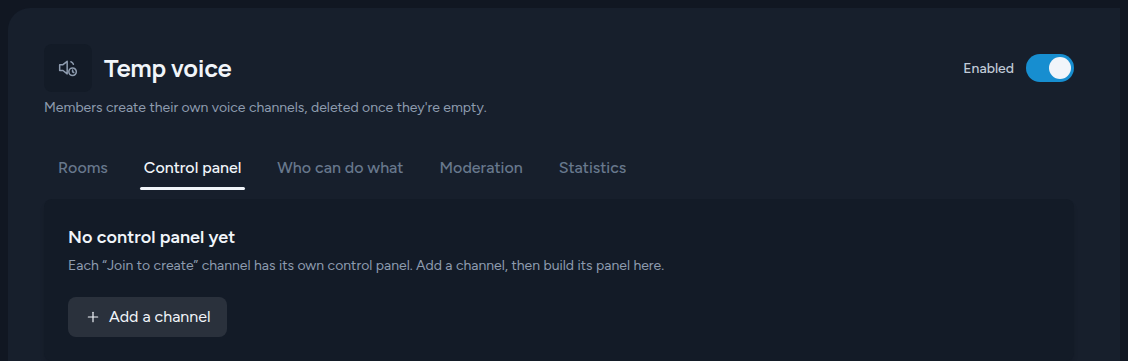 Temp voice
Enabled
Members create their own voice channels, deleted once they're empty.
Rooms
Control panel
Who can do what
Moderation
Statistics
No control panel yet
Each “Join to create” channel has its own control panel. Add a channel, then build its panel here.
Add a channel